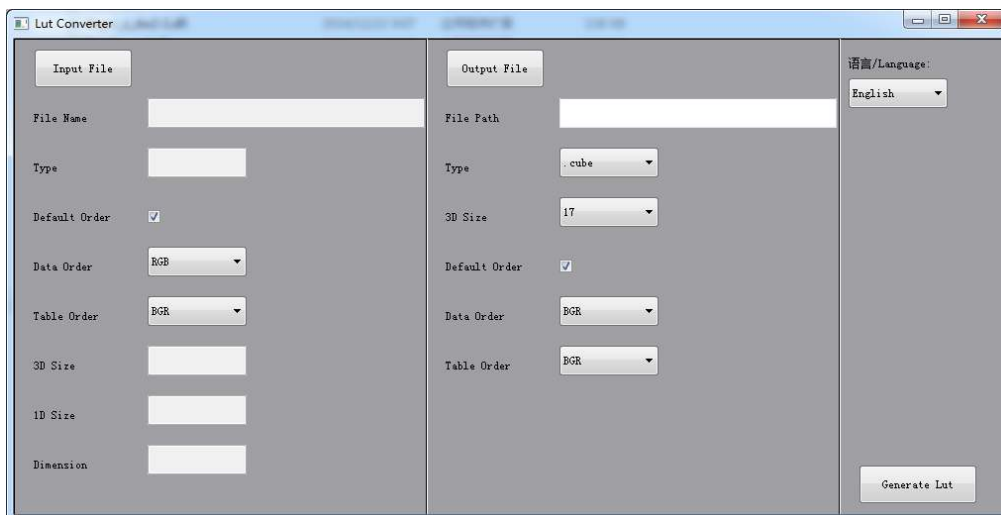 Lut Converter
Input File
File Name
Type
Default Order
Data Order
RGB
Table Order
BGR
3D Size
1D Size
Dimension
Output File
File Path
Type
.cube
3D Size
17
Default Order
Data Order
BGR
Table Order
BGR
语言/Language:
English
Generate Lut